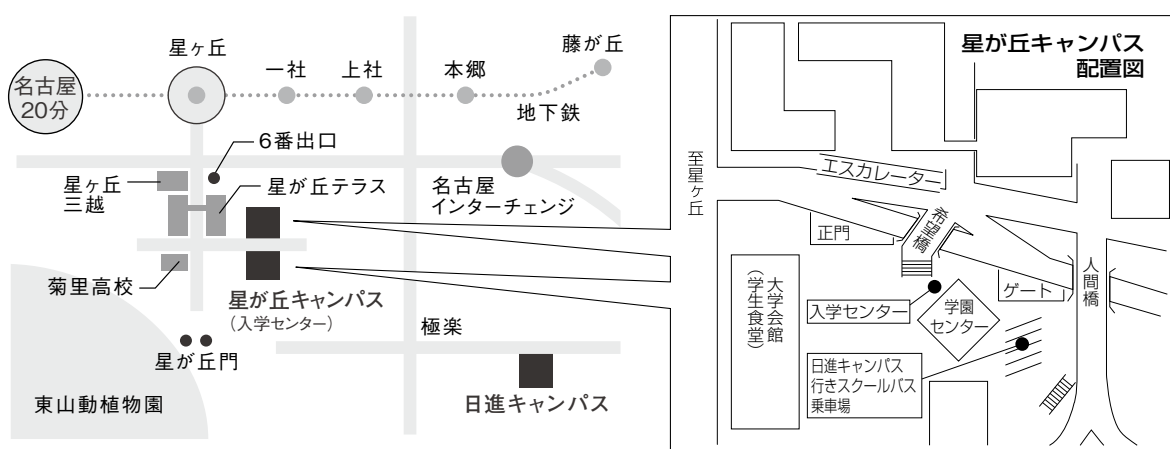 名古屋
20分
星ヶ丘
一社
上社
本郷
藤が丘
地下鉄
6番出口
星ヶ丘
三越
星が丘テラス
名古屋
インターチェンジ
菊里高校
星が丘キャンパス
(入学センター)
極楽
星が丘門
東山動植物園
日進キャンパス
星が丘キャンパス
配置図
至星ヶ丘
エスカレーター
正門
希望橋
人間橋
ゲート
大学会館
(学生食堂)
入学センター
学園
センター
日進キャンパス
行きスクールバス
乗車場